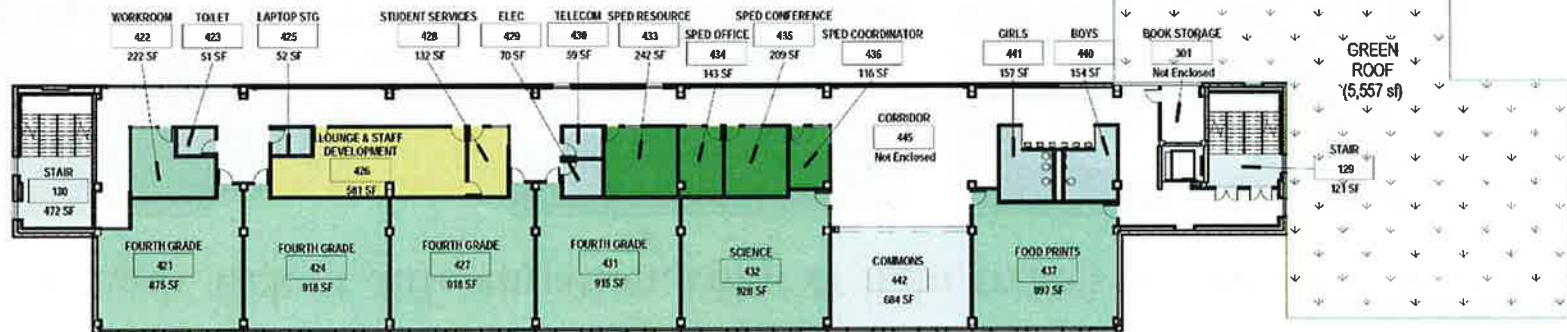 WORKROOM
422
222 SF
TOILET
423
51 SF
LAPTOP STG
425
52 SF
STUDENT SERVICES
428
132 SF
ELEC
429
70 SF
TELECOM
430
59 SF
SPED RESOURCE
433
242 SF
SPED OFFICE
434
143 SF
SPED CONFERENCE
435
209 SF
SPED COORDINATOR
436
116 SF
GIRLS
441
157 SF
BOYS
440
154 SF
BOOK STORAGE
301
Not Enclosed
GREEN
ROOF
(5,557 sf)
LOUNGE & STAFF
DEVELOPMENT
426
581 SF
CORRIDOR
445
Not Enclosed
STAIR
130
472 SF
STAIR
129
121 SF
FOURTH GRADE
421
875 SF
FOURTH GRADE
424
918 SF
FOURTH GRADE
427
918 SF
FOURTH GRADE
431
915 SF
SCIENCE
432
928 SF
COMMONS
442
684 SF
FOOD PRINTS
437
897 SF